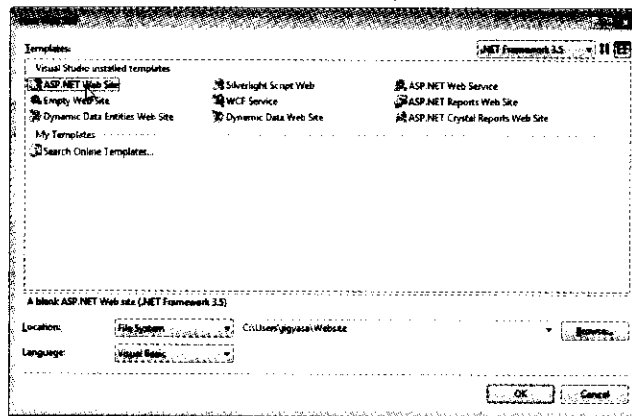 Templates: .NET Framework 3.5
Visual Studio installed templates
ASP.NET Web Site Silverlight Script Web ASP.NET Web Service
Empty Web Site WCF Service ASP.NET Reports Web Site
Dynamic Data Entities Web Site Dynamic Data Web Site ASP.NET Crystal Reports Web Site
My Templates
Search Online Templates...
A blank ASP.NET Web site (.NET Framework 3.5)
Location: File System C:\Users\jigyasa\Website Browse...
Language: Visual Basic
OK Cancel